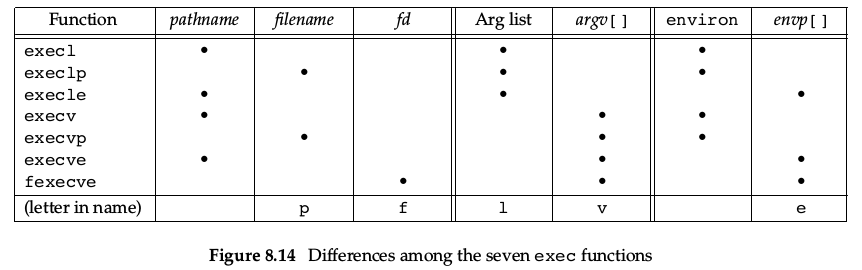 Function pathname filename fd Arg list argv[] environ envp[]
execl • • •
execlp • • •
execle • • •
execv • • •
execvp • • •
execve • • •
fexecve • • •
(letter in name) p f l v e
Figure 8.14 Differences among the seven exec functions